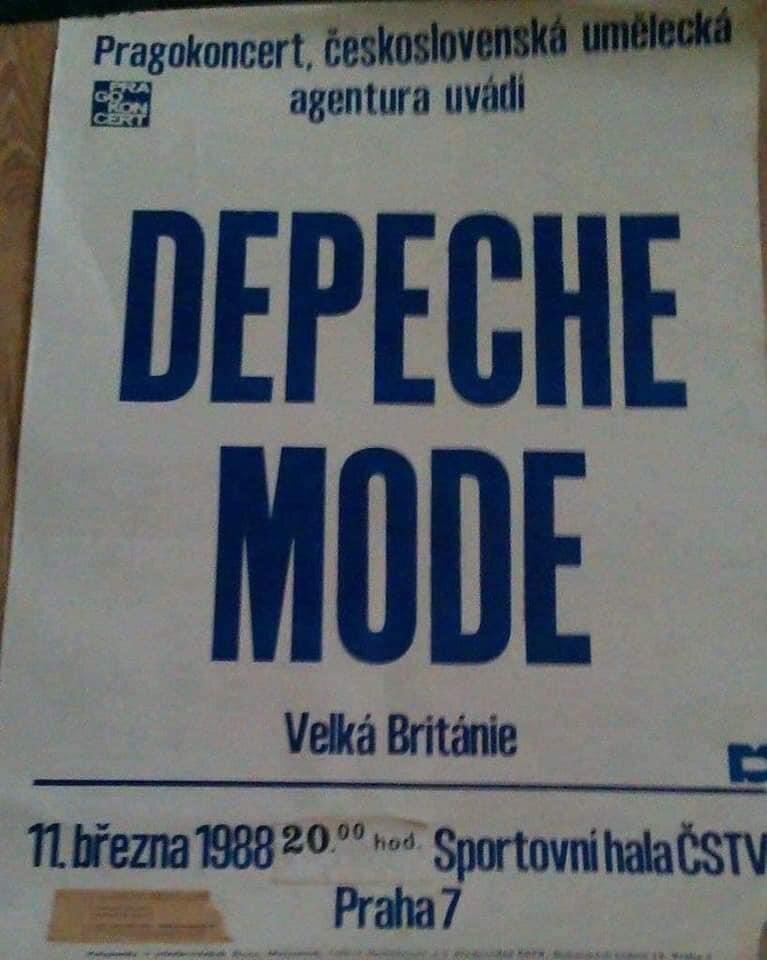 Pragokoncert, československá umělecká
PRA
GO
KON
CERT
agentura uvádí
DEPECHE
MODE
Velká Británie
11. března 1988 20.00 hod. Sportovní hala ČSTV
Praha 7